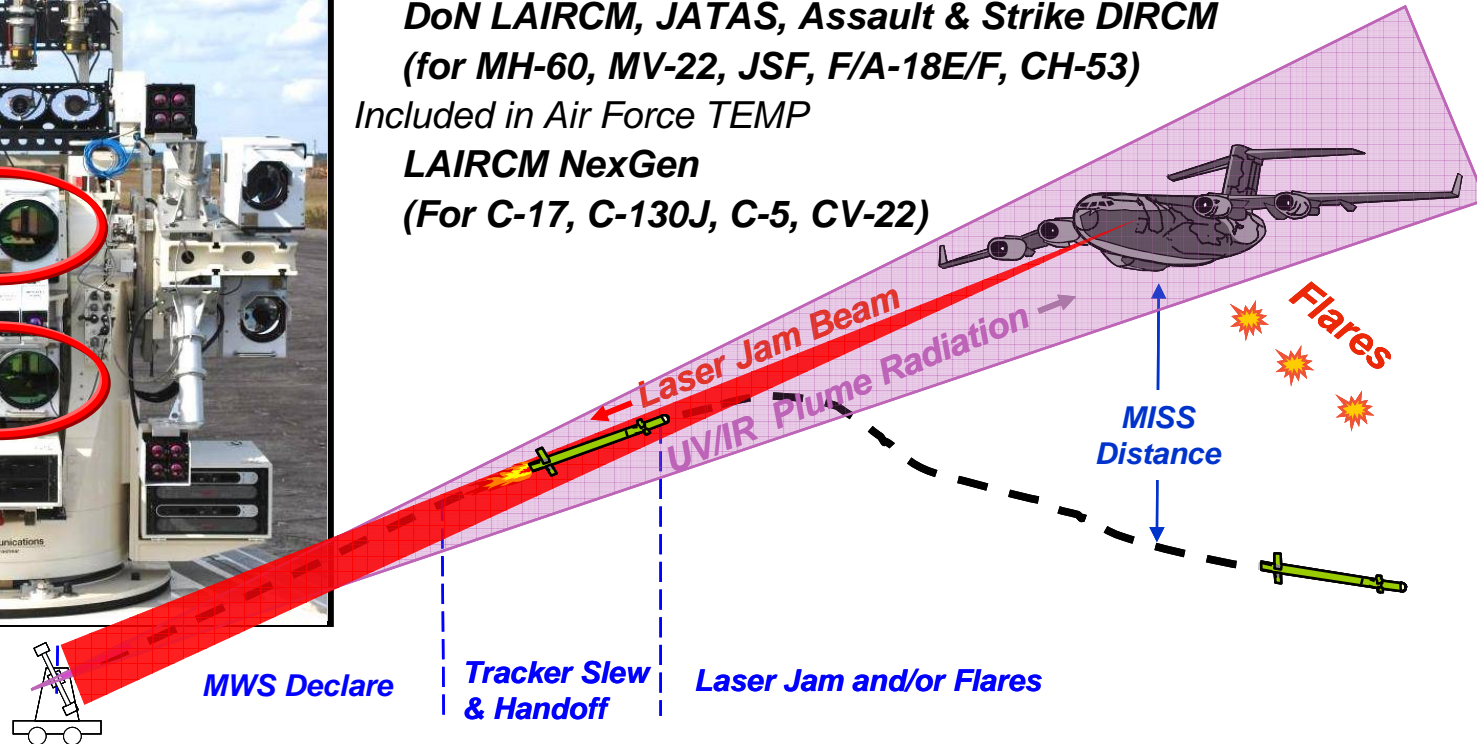 DoN LAIRCM, JATAS, Assault & Strike DIRCM
(for MH-60, MV-22, JSF, F/A-18E/F, CH-53)
Included in Air Force TEMP
LAIRCM NexGen
(For C-17, C-130J, C-5, CV-22)
Laser Jam Beam
UV/IR Plume Radiation
Flares
MISS
Distance
MWS Declare
Tracker Slew
& Handoff
Laser Jam and/or Flares